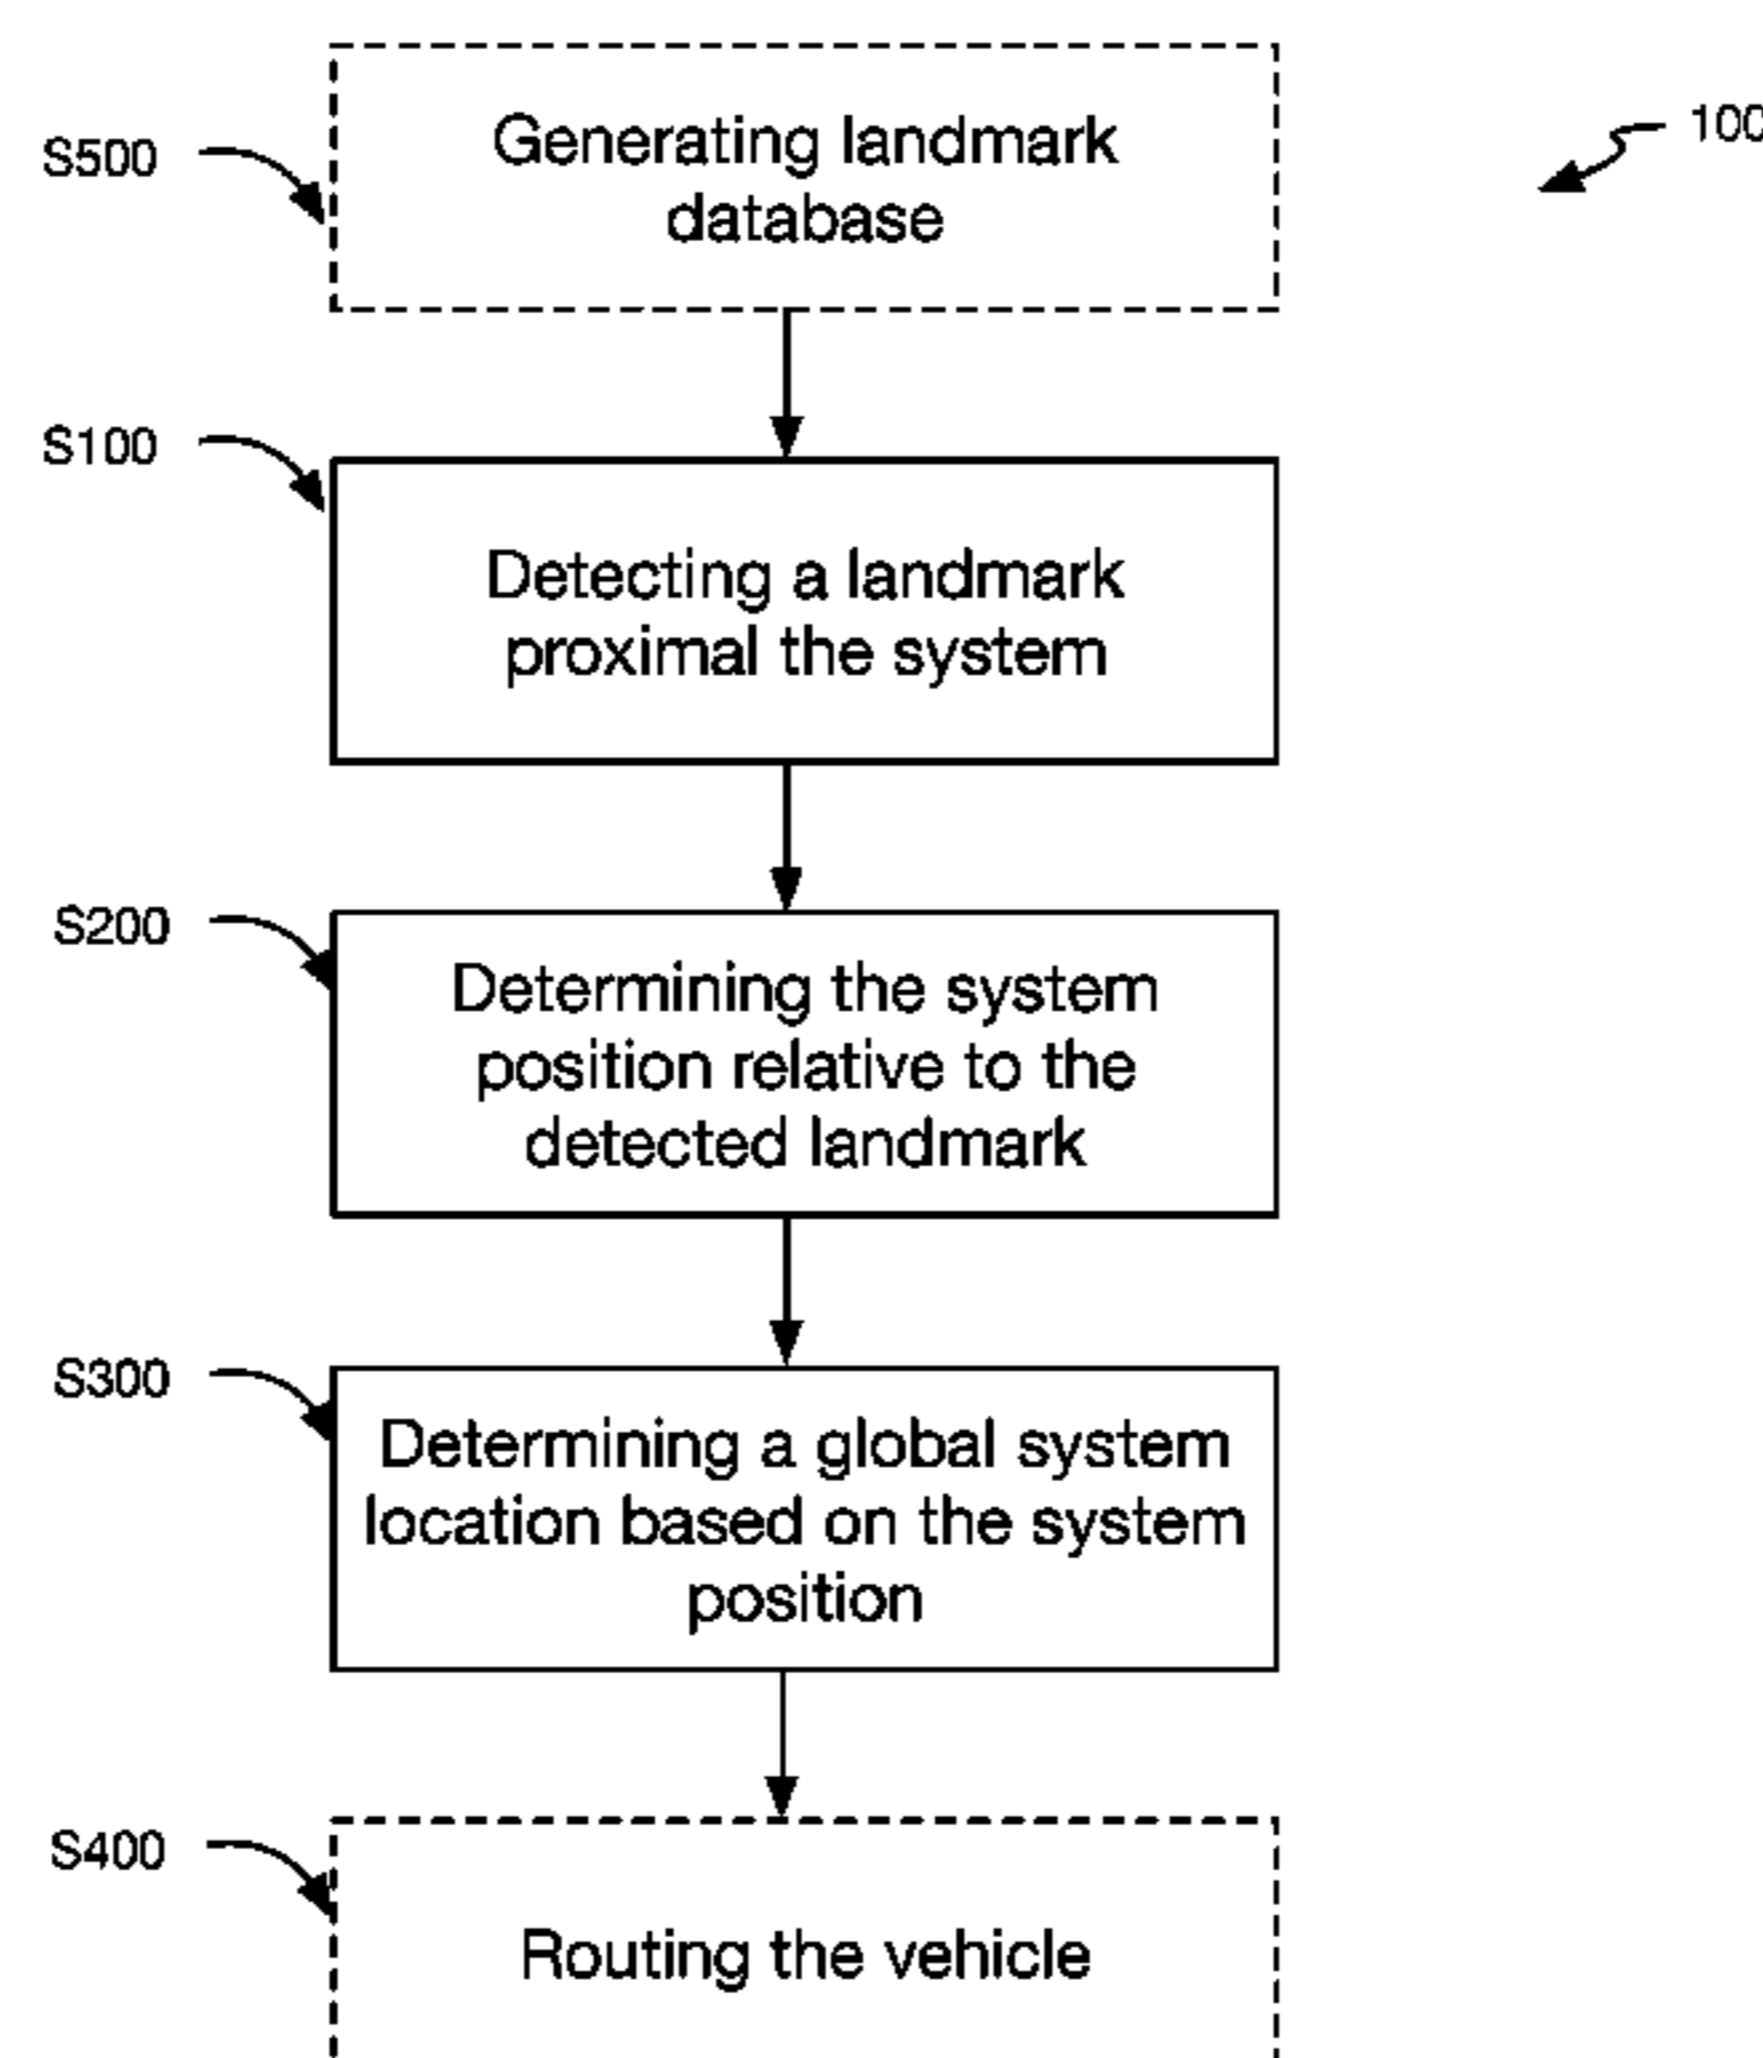 S500
Generating landmark
database
100
S100
Detecting a landmark
proximal the system
S200
Determining the system
position relative to the
detected landmark
S300
Determining a global system
location based on the system
position
S400
Routing the vehicle